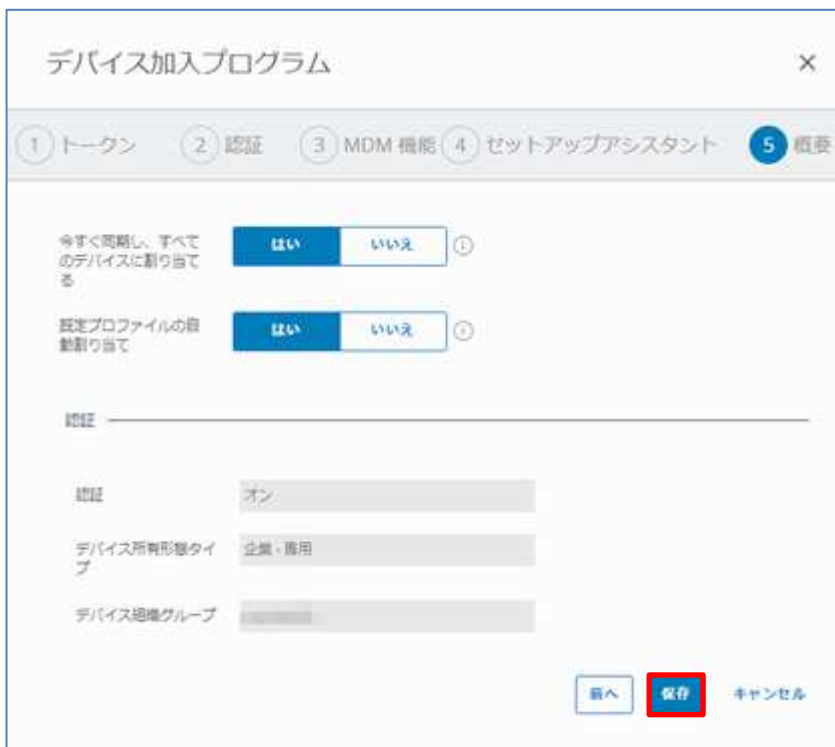 デバイス加入プログラム
1 トークン 2 認証 3 MDM 機能 4 セットアップアシスタント 5 概要
今すぐ同期し、すべて
のデバイスに割り当て
る
はい いいえ
既定プロファイルの自
動割り当て
はい いいえ
認証
認証 オン
デバイス所有形態タイ
プ
企業 - 専用
デバイス組織グループ
前へ 保存 キャンセル